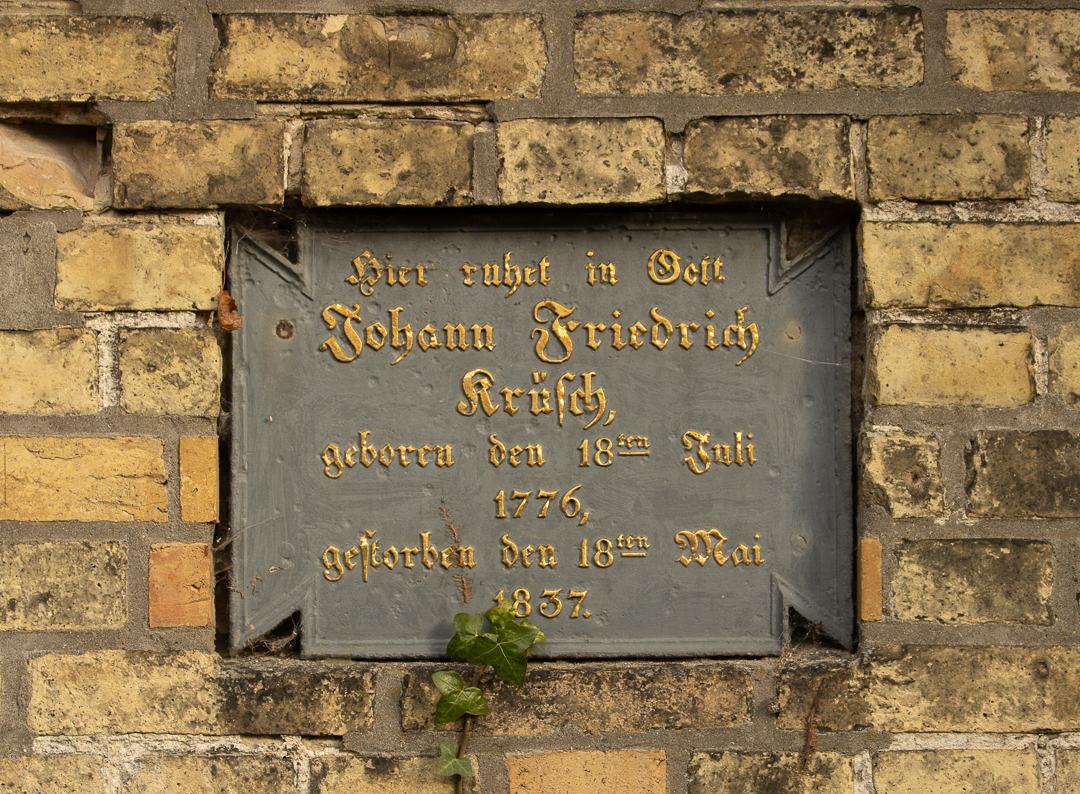 Hier ruhet in Gott
Johann Friedrich
Krüſch,
geboren den 18ten Juli
1776,
geſtorben den 18ten Mai
1837.